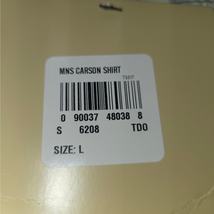 MNS CARSON SHIRT
0 90037 48038 8
S 6208 TDO
SIZE: L